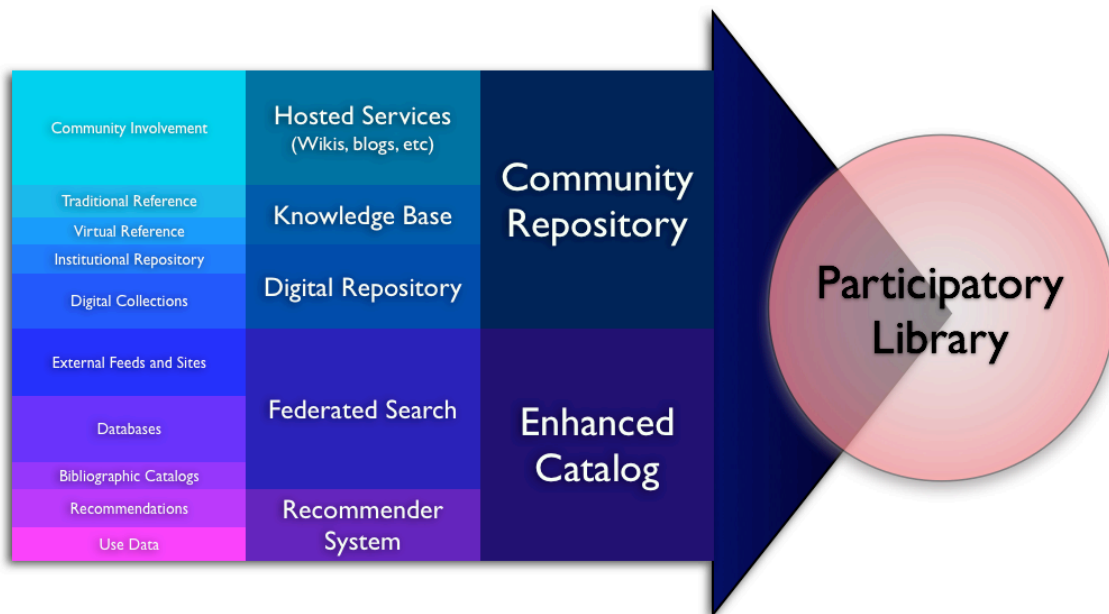 Community Involvement
Traditional Reference
Virtual Reference
Institutional Repository
Digital Collections
External Feeds and Sites
Databases
Bibliographic Catalogs
Recommendations
Use Data
Hosted Services
(Wikis, blogs, etc)
Knowledge Base
Digital Repository
Federated Search
Recommender
System
Community
Repository
Enhanced
Catalog
Participatory
Library